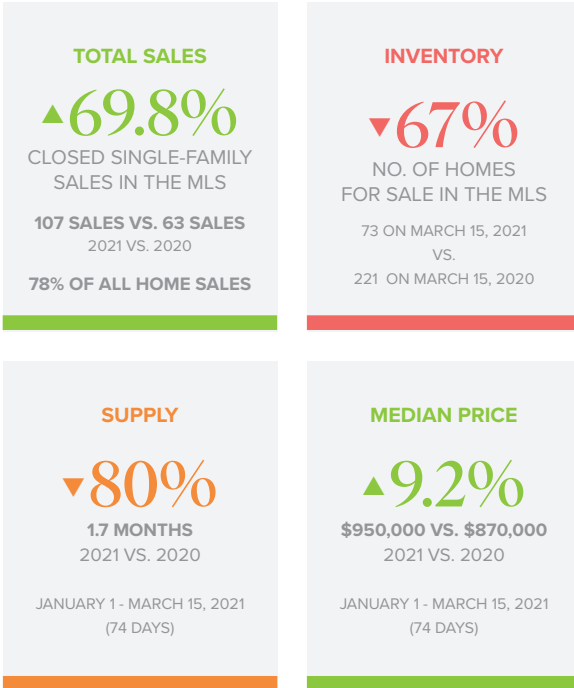 TOTAL SALES
▲69.8%
CLOSED SINGLE-FAMILY
SALES IN THE MLS
107 SALES VS. 63 SALES
2021 VS. 2020
78% OF ALL HOME SALES
INVENTORY
▼67%
NO. OF HOMES
FOR SALE IN THE MLS
73 ON MARCH 15, 2021
VS.
221 ON MARCH 15, 2020
SUPPLY
▼80%
1.7 MONTHS
2021 VS. 2020
JANUARY 1 - MARCH 15, 2021
(74 DAYS)
MEDIAN PRICE
▲9.2%
$950,000 VS. $870,000
2021 VS. 2020
JANUARY 1 - MARCH 15, 2021
(74 DAYS)